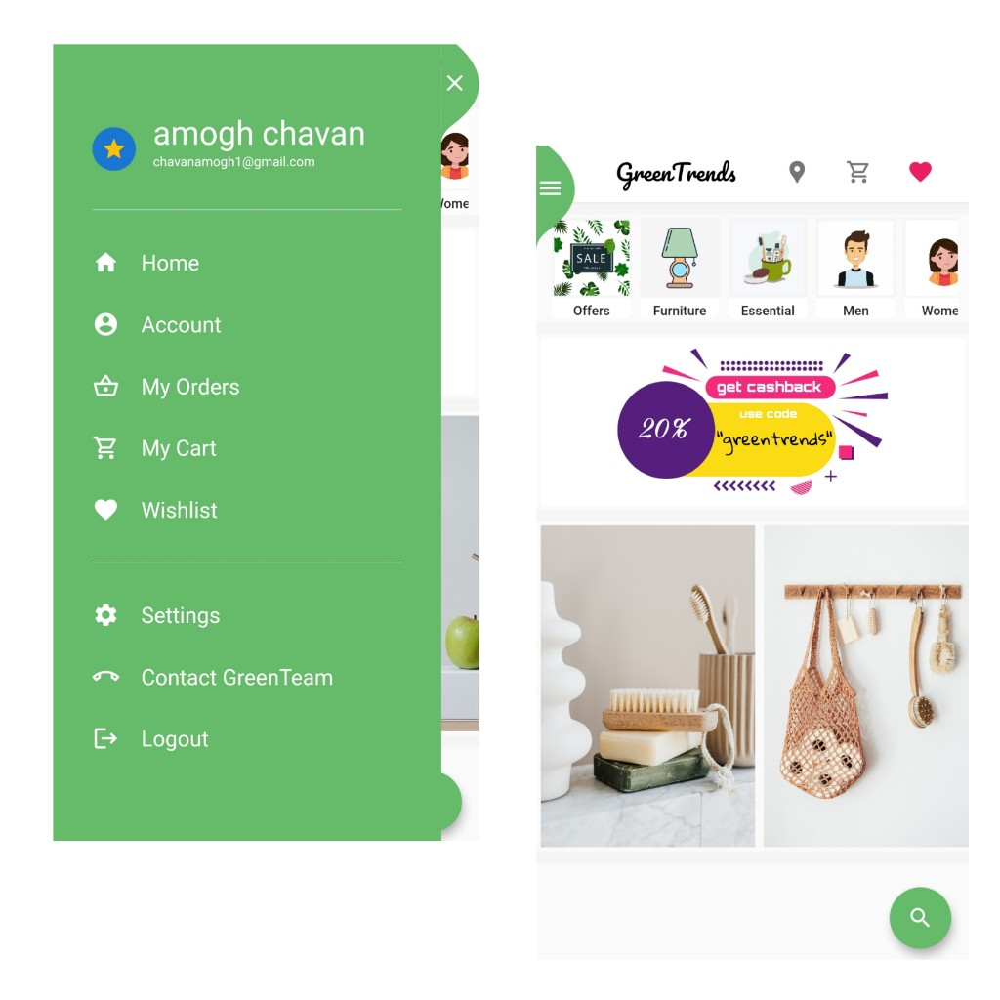 amogh chavan
chavanamogh1@gmail.com
Home
Account
My Orders
My Cart
Wishlist
Settings
Contact GreenTeam
Logout
ome
GreenTrends
SALE
Offers
Furniture
Essential
Men
Wome
get cashback
use code
20%
"greentrends"